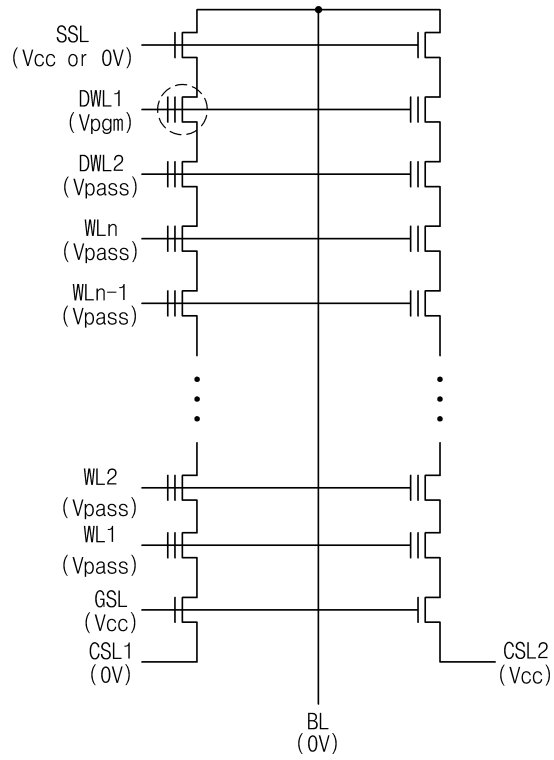 SSL
(Vcc or 0V)
DWL1
(Vpgm)
DWL2
(Vpass)
WLn
(Vpass)
WLn-1
(Vpass)
WL2
(Vpass)
WL1
(Vpass)
GSL
(Vcc)
CSL1
(0V)
CSL2
(Vcc)
BL
(0V)